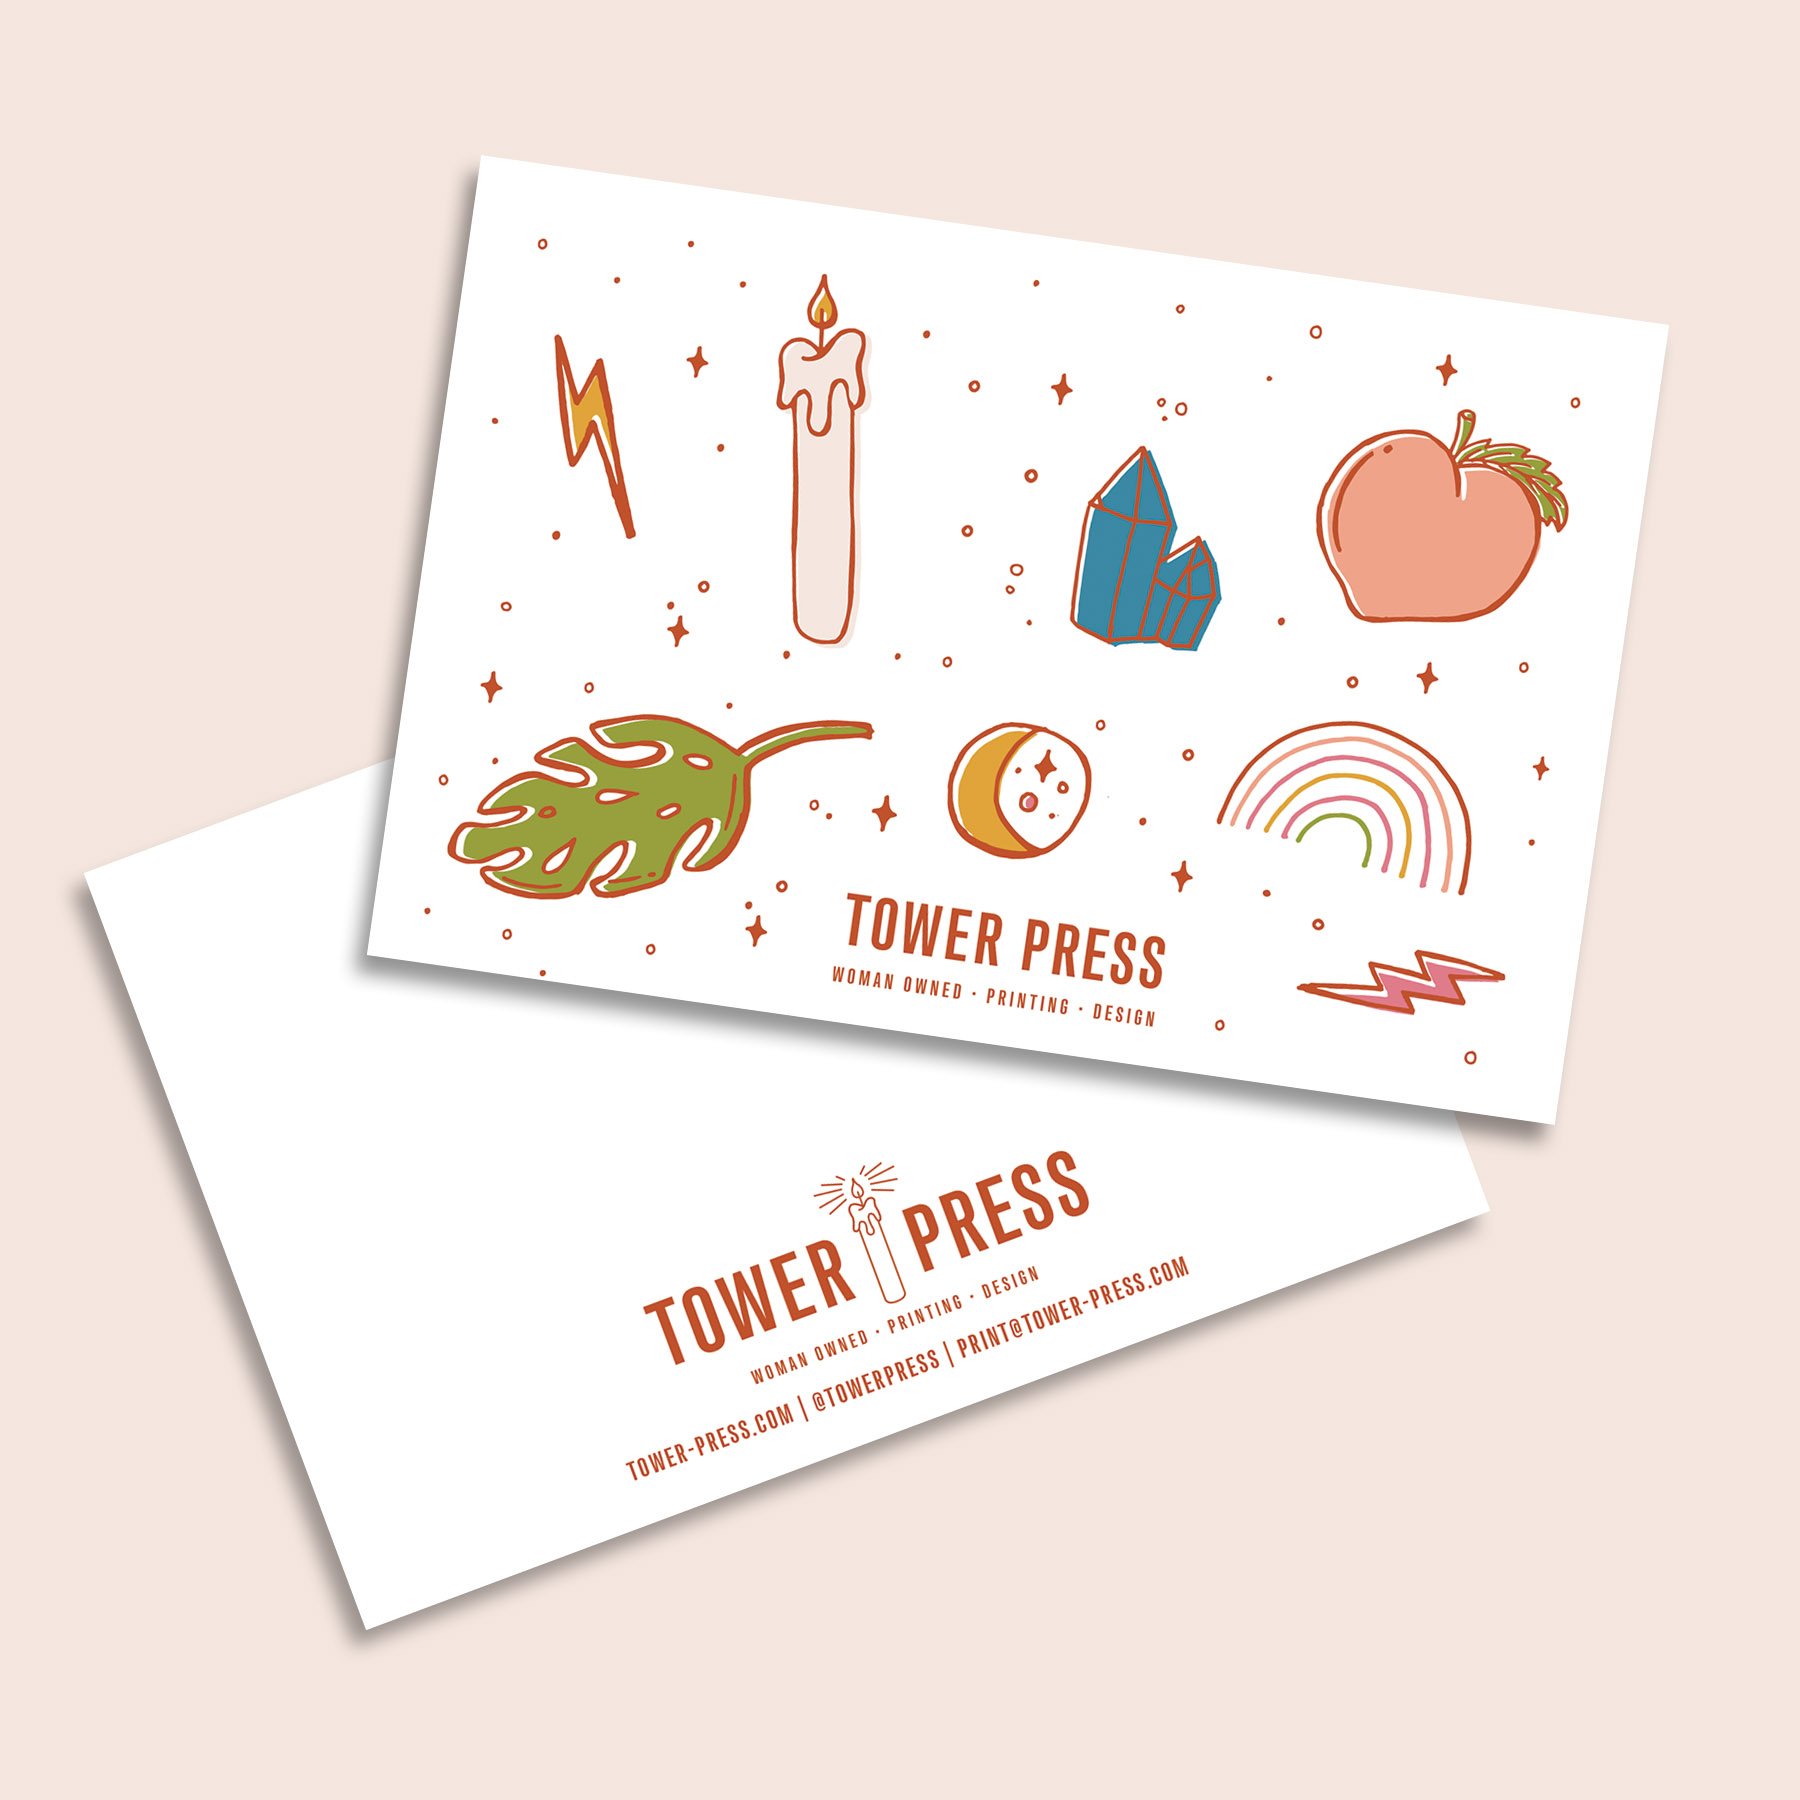 TOWER PRESS
WOMAN OWNED · PRINTING · DESIGN
TOWER PRESS
WOMAN OWNED · PRINTING · DESIGN
TOWER-PRESS.COM | @TOWERPRESS | PRINT@TOWER-PRESS.COM